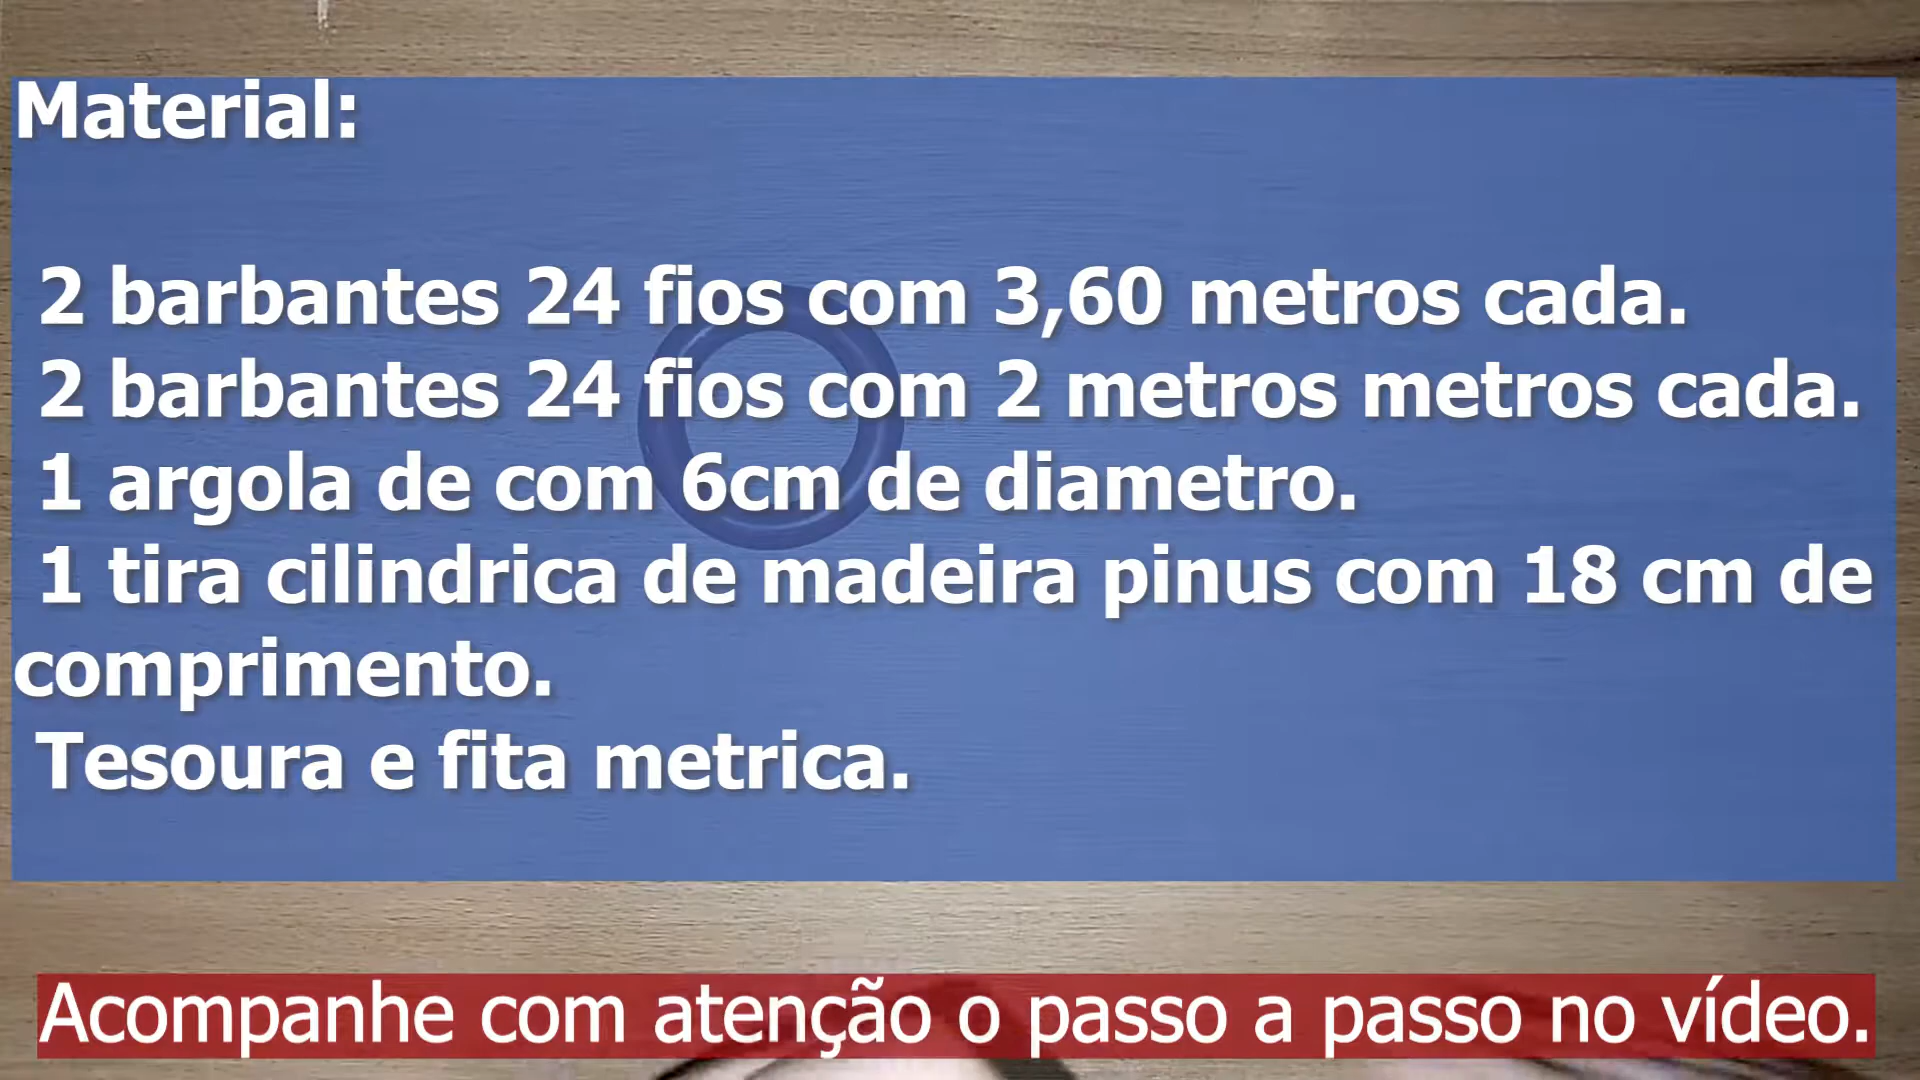 Material:
2 barbantes 24 fios com 3,60 metros cada.
2 barbantes 24 fios com 2 metros metros cada.
1 argola de com 6cm de diametro.
1 tira cilindrica de madeira pinus com 18 cm de
comprimento.
Tesoura e fita metrica.
Acompanhe com atenção o passo a passo no vídeo.